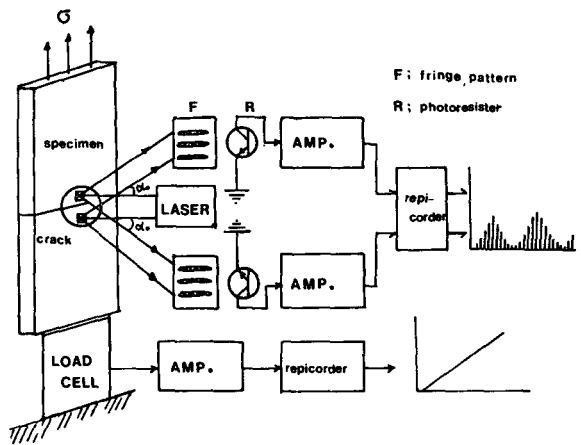 σ
F; fringe pattern
R; photoresister
F
R
specimen
AMP.
α.
LASER
repi-
corder
crack
α.
AMP.
LOAD
CELL
AMP.
repicorder